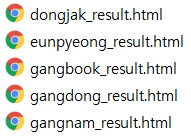 dongjak_result.html
eunpyeong_result.html
gangbook_result.html
gangdong_result.html
gangnam_result.html